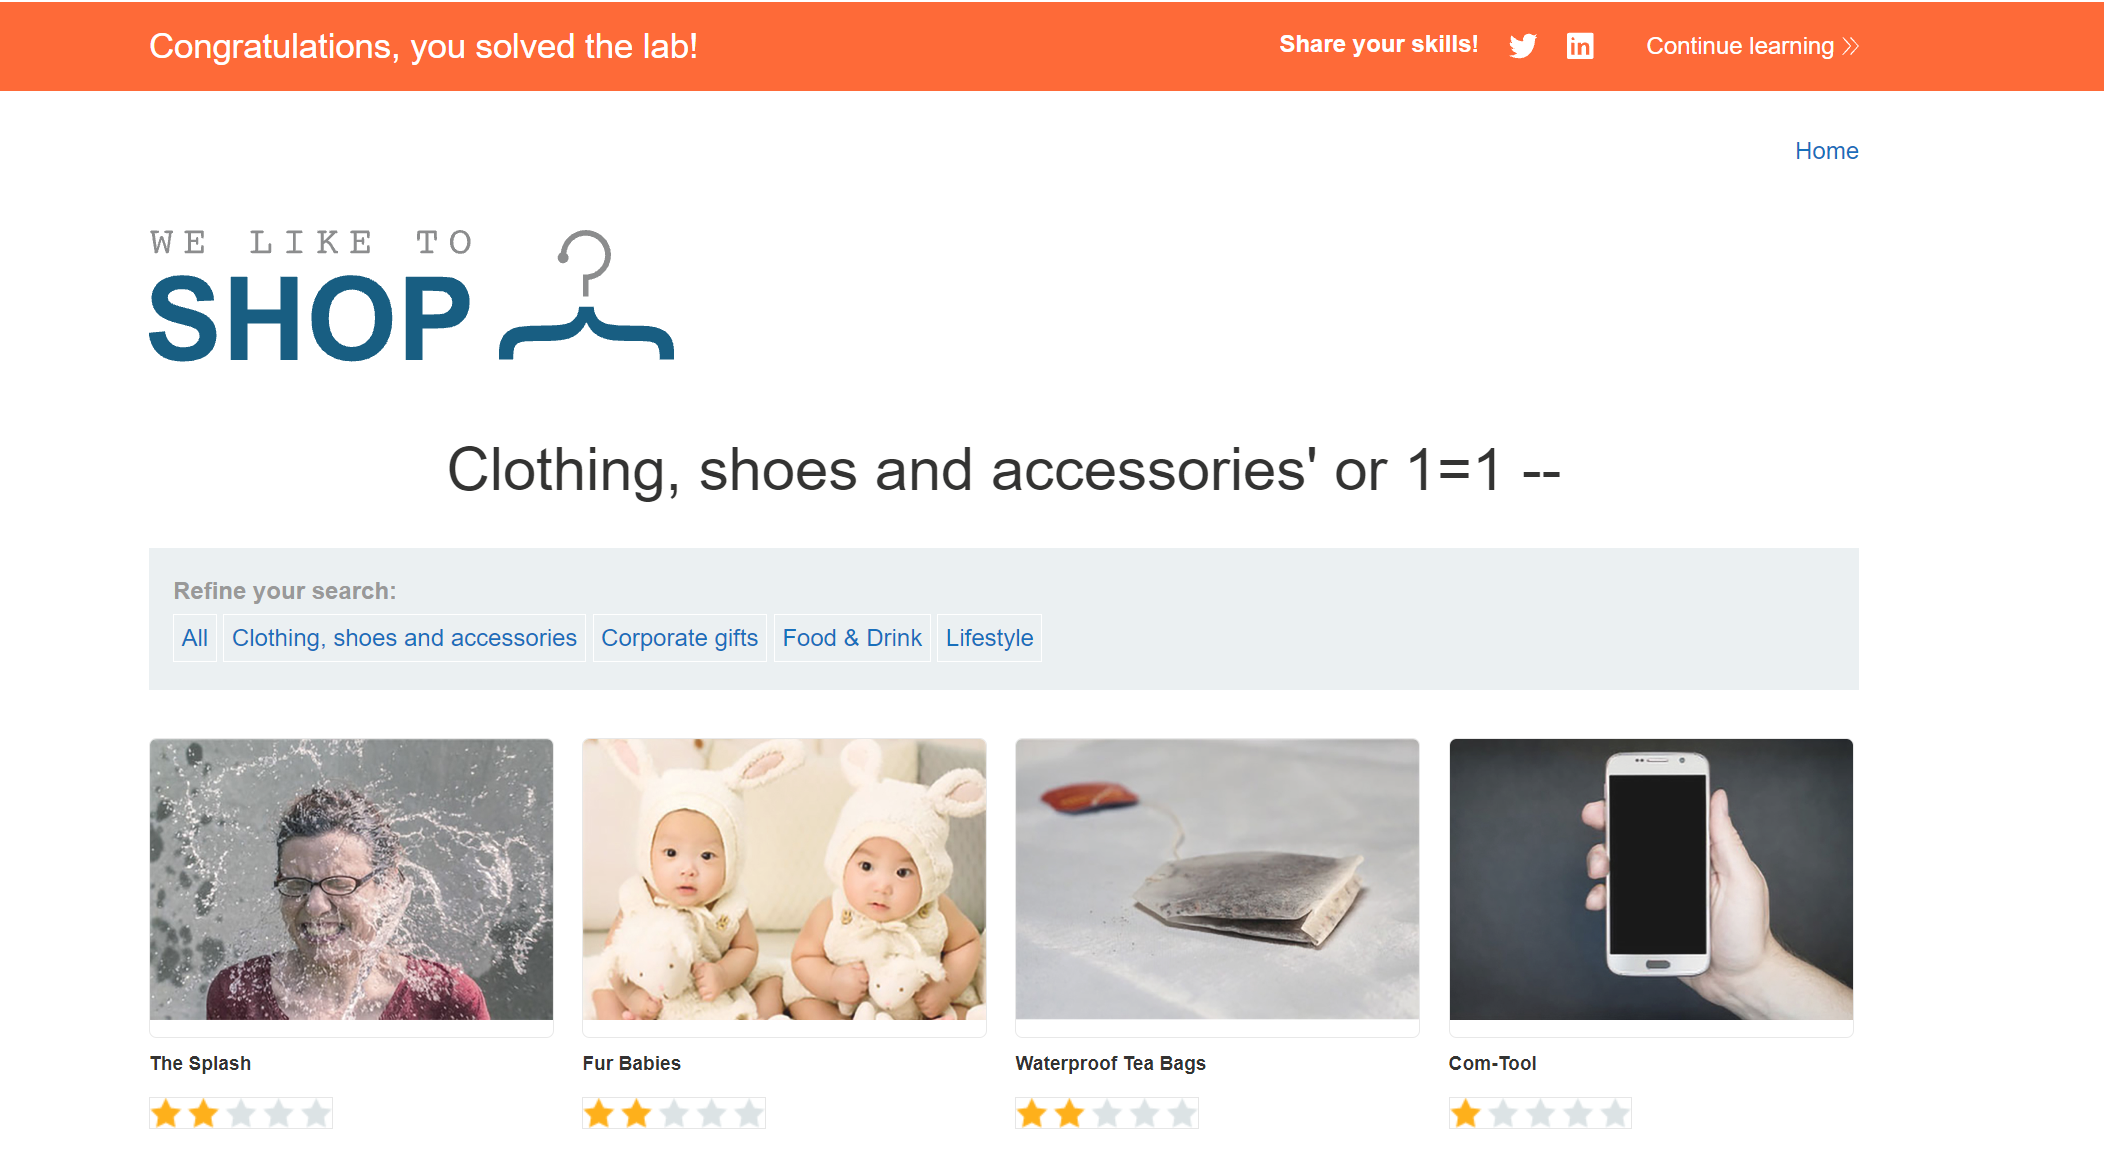 Congratulations, you solved the lab!
Share your skills!
Continue learning
Home
WE LIKE TO
SHOP
Clothing, shoes and accessories' or 1=1 --
Refine your search:
All
Clothing, shoes and accessories
Corporate gifts
Food & Drink
Lifestyle
The Splash
Fur Babies
Waterproof Tea Bags
Com-Tool